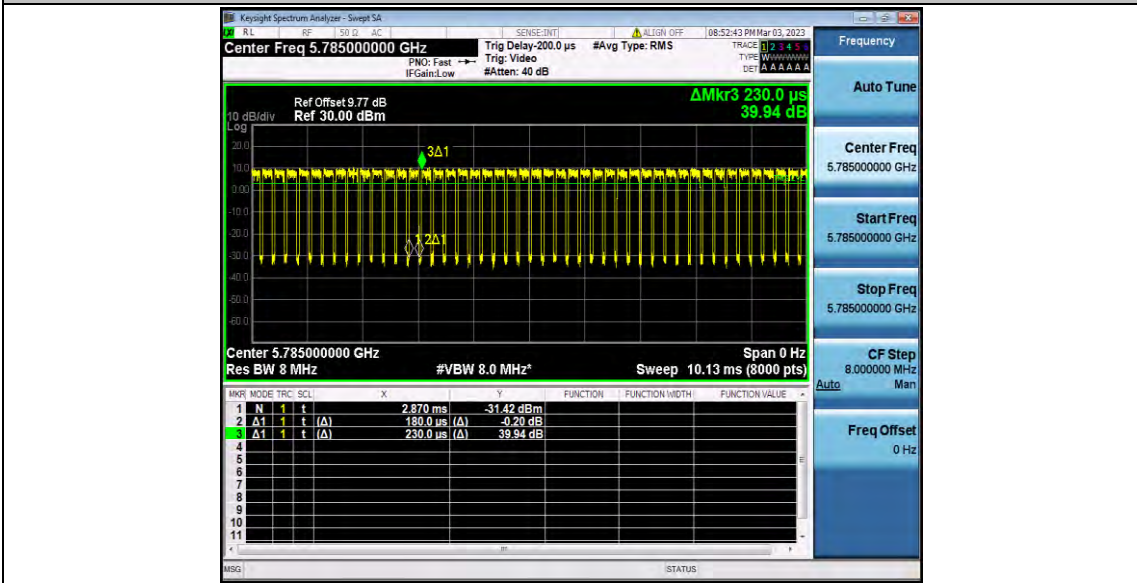 Keysight Spectrum Analyzer - Swept SA
RL RF 50 Ω AC SENSE:INT ALIGN OFF 08:52:43 PM Mar 03, 2023
Center Freq 5.785000000 GHz
PNO: Fast
IFGain:Low
Trig Delay-200.0 µs
Trig: Video
#Atten: 40 dB
#Avg Type: RMS
TRACE 1 2 3 4 5 6
TYPE W
DET A A A A A A
ΔMkr3 230.0 µs
39.94 dB
Ref Offset 9.77 dB
10 dB/div Ref 30.00 dBm
Log
20.0
10.0
0.00
-10.0
-20.0
-30.0
-40.0
-50.0
-60.0
3Δ1
1 2Δ1
Center 5.785000000 GHz Span 0 Hz
Res BW 8 MHz #VBW 8.0 MHz* Sweep 10.13 ms (8000 pts)
MKR MODE TRC SCL X Y FUNCTION FUNCTION WIDTH FUNCTION VALUE
1 N 1 t 2.870 ms -31.42 dBm
2 Δ1 1 t (Δ) 180.0 µs (Δ) -0.20 dB
3 Δ1 1 t (Δ) 230.0 µs (Δ) 39.94 dB
4
5
6
7
8
9
10
11
MSG STATUS
Frequency
Auto Tune
Center Freq
5.785000000 GHz
Start Freq
5.785000000 GHz
Stop Freq
5.785000000 GHz
CF Step
8.000000 MHz
Auto Man
Freq Offset
0 Hz